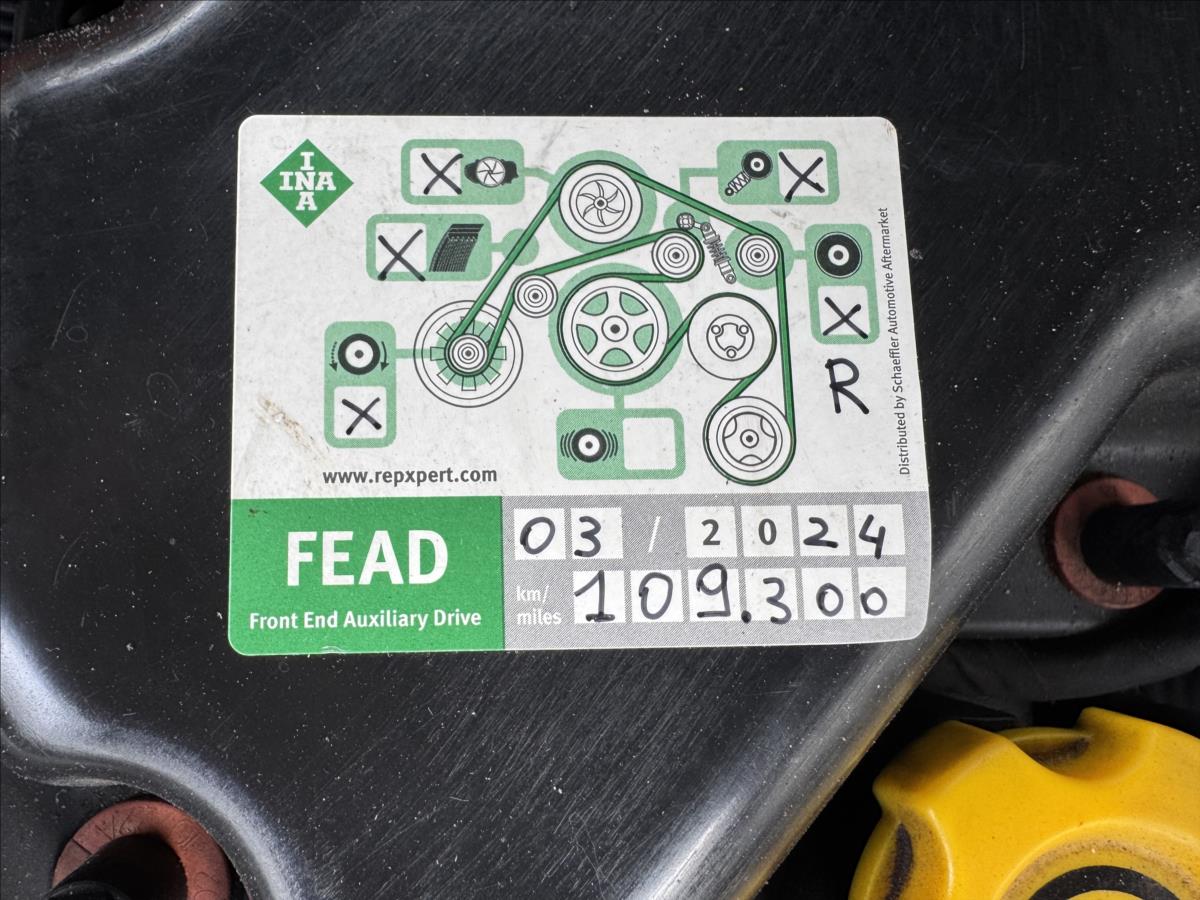 INA
INA
X
X
X
X
X
R
www.repxpert.com
Distributed by Schaeffler Automotive Aftermarket
FEAD
Front End Auxiliary Drive
03 / 2024
km/
miles
109.300